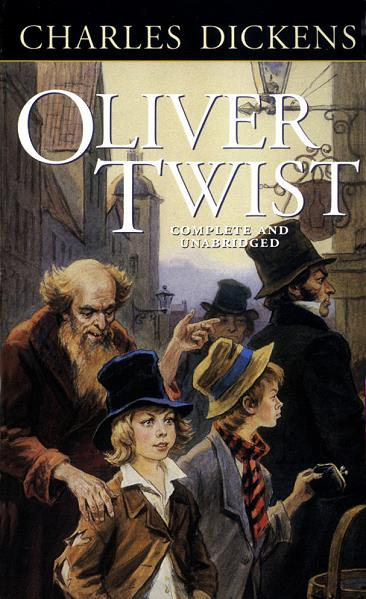 CHARLES DICKENS
OLIVER
TWIST
COMPLETE AND
UNABRIDGED